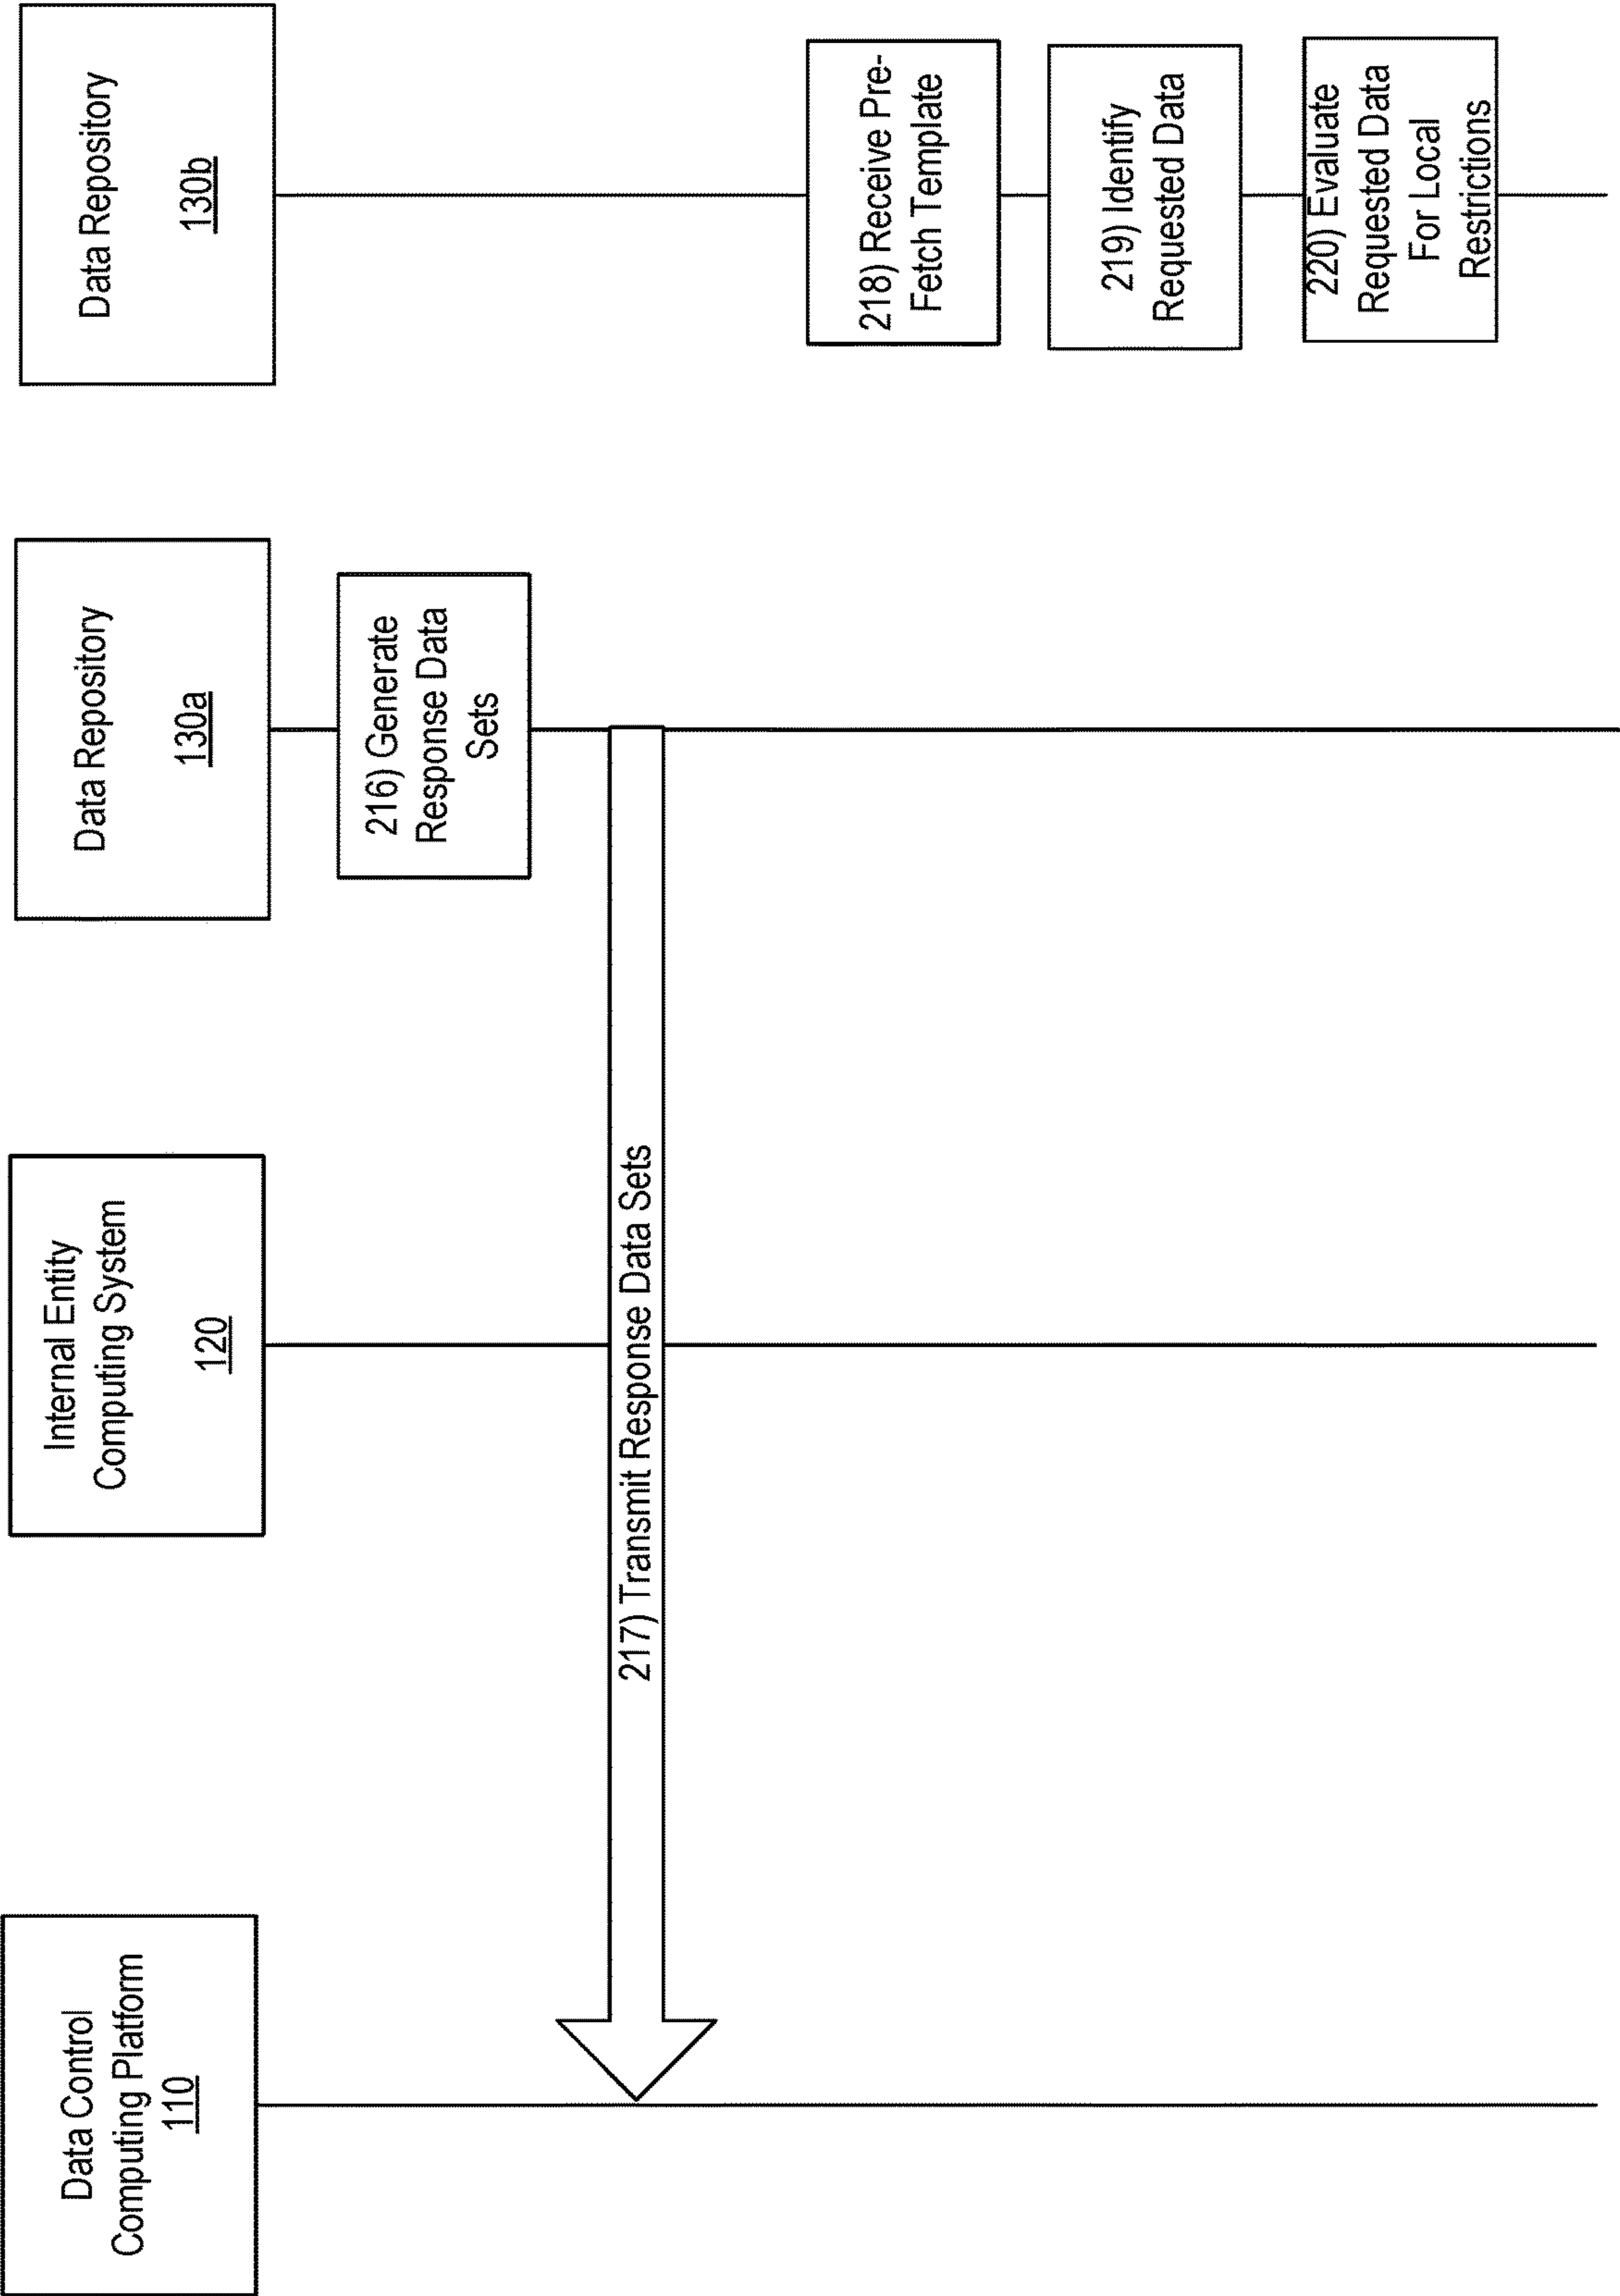 Data Control
Computing Platform
110
Internal Entity
Computing System
120
Data Repository
130a
Data Repository
130b
216) Generate
Response Data
Sets
217) Transmit Response Data Sets
218) Receive Pre-
Fetch Template
219) Identify
Requested Data
220) Evaluate
Requested Data
For Local
Restrictions